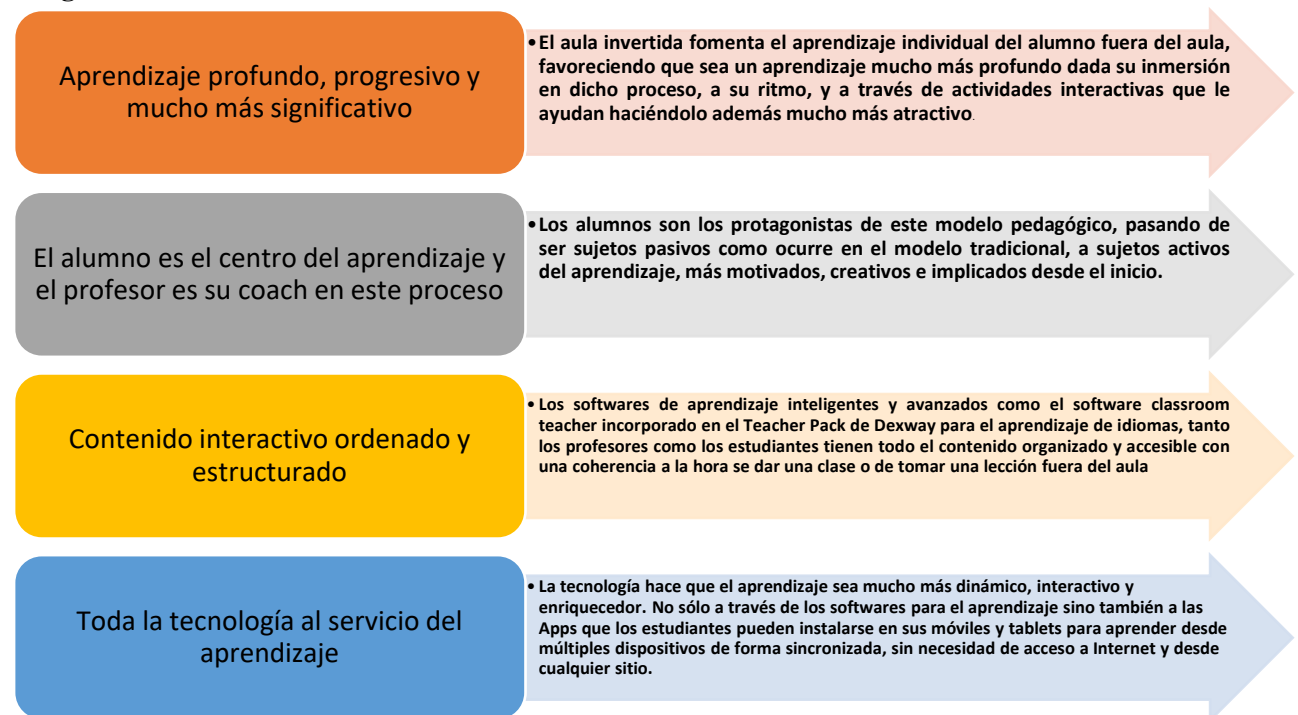 Aprendizaje profundo, progresivo y
mucho más significativo
•El aula invertida fomenta el aprendizaje individual del alumno fuera del aula,
favoreciendo que sea un aprendizaje mucho más profundo dada su inmersión
en dicho proceso, a su ritmo, y a través de actividades interactivas que le
ayudan haciéndolo además mucho más atractivo.
El alumno es el centro del aprendizaje y
el profesor es su coach en este proceso
•Los alumnos son los protagonistas de este modelo pedagógico, pasando de
ser sujetos pasivos como ocurre en el modelo tradicional, a sujetos activos
del aprendizaje, más motivados, creativos e implicados desde el inicio.
Contenido interactivo ordenado y
estructurado
•Los softwares de aprendizaje inteligentes y avanzados como el software classroom
teacher incorporado en el Teacher Pack de Dexway para el aprendizaje de idiomas, tanto
los profesores como los estudiantes tienen todo el contenido organizado y accesible con
una coherencia a la hora se dar una clase o de tomar una lección fuera del aula
Toda la tecnología al servicio del
aprendizaje
•La tecnología hace que el aprendizaje sea mucho más dinámico, interactivo y
enriquecedor. No sólo a través de los softwares para el aprendizaje sino también a las
Apps que los estudiantes pueden instalarse en sus móviles y tablets para aprender desde
múltiples dispositivos de forma sincronizada, sin necesidad de acceso a Internet y desde
cualquier sitio.